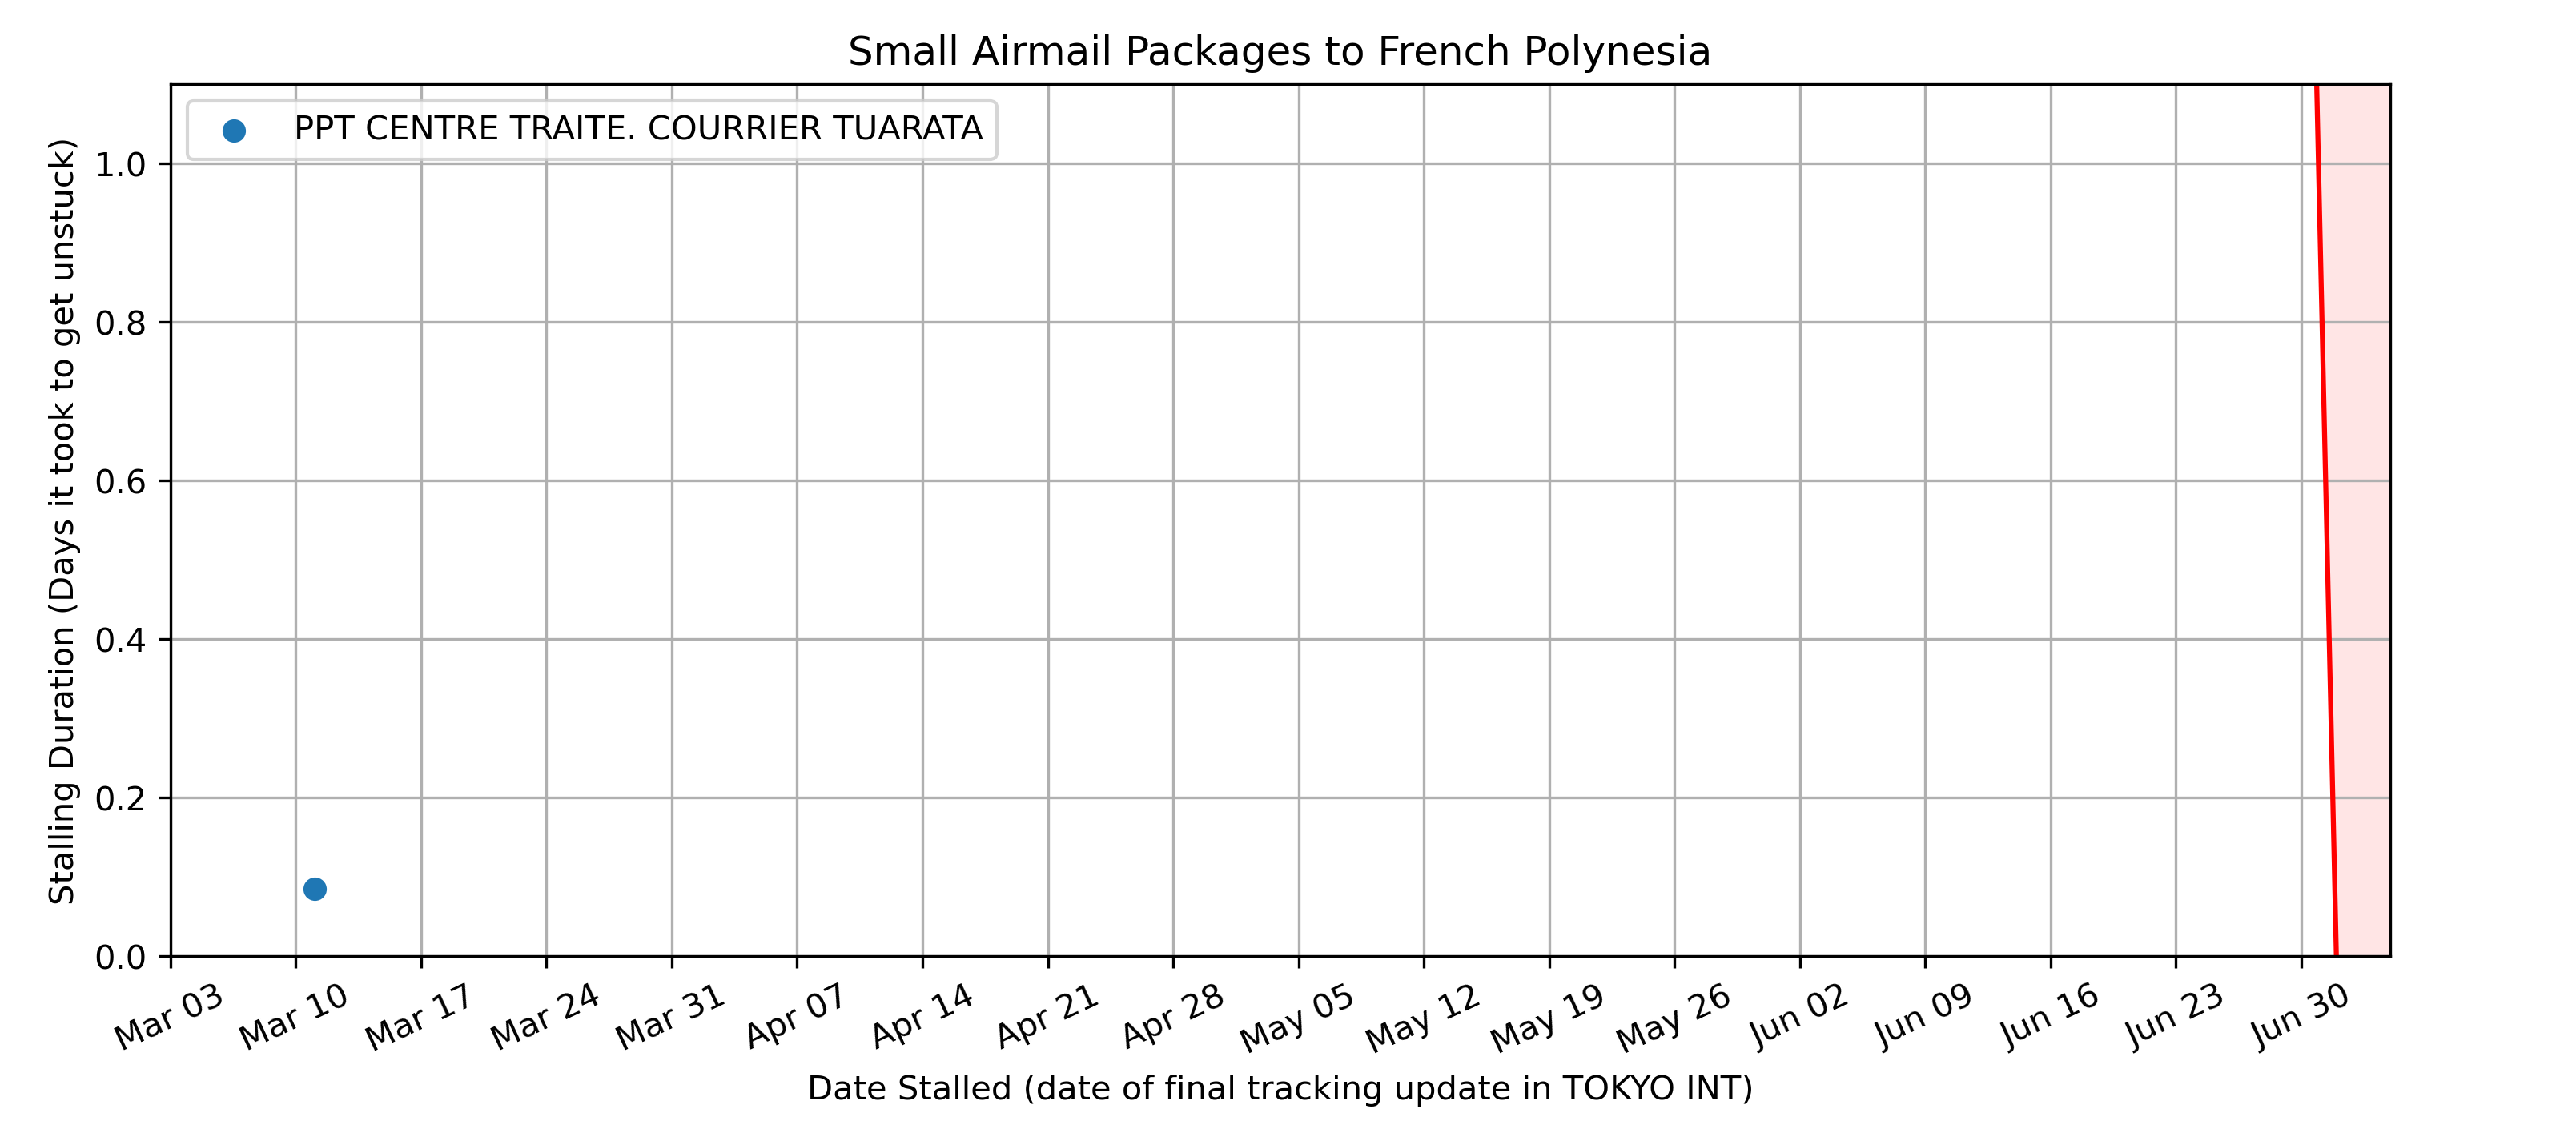 Small Airmail Packages to French Polynesia
PPT CENTRE TRAITE. COURRIER TUARATA
Stalling Duration (Days it took to get unstuck)
1.0
0.8
0.6
0.4
0.2
0.0
Mar 03 Mar 10 Mar 17 Mar 24 Mar 31 Apr 07 Apr 14 Apr 21 Apr 28 May 05 May 12 May 19 May 26 Jun 02 Jun 09 Jun 16 Jun 23 Jun 30
Date Stalled (date of final tracking update in TOKYO INT)